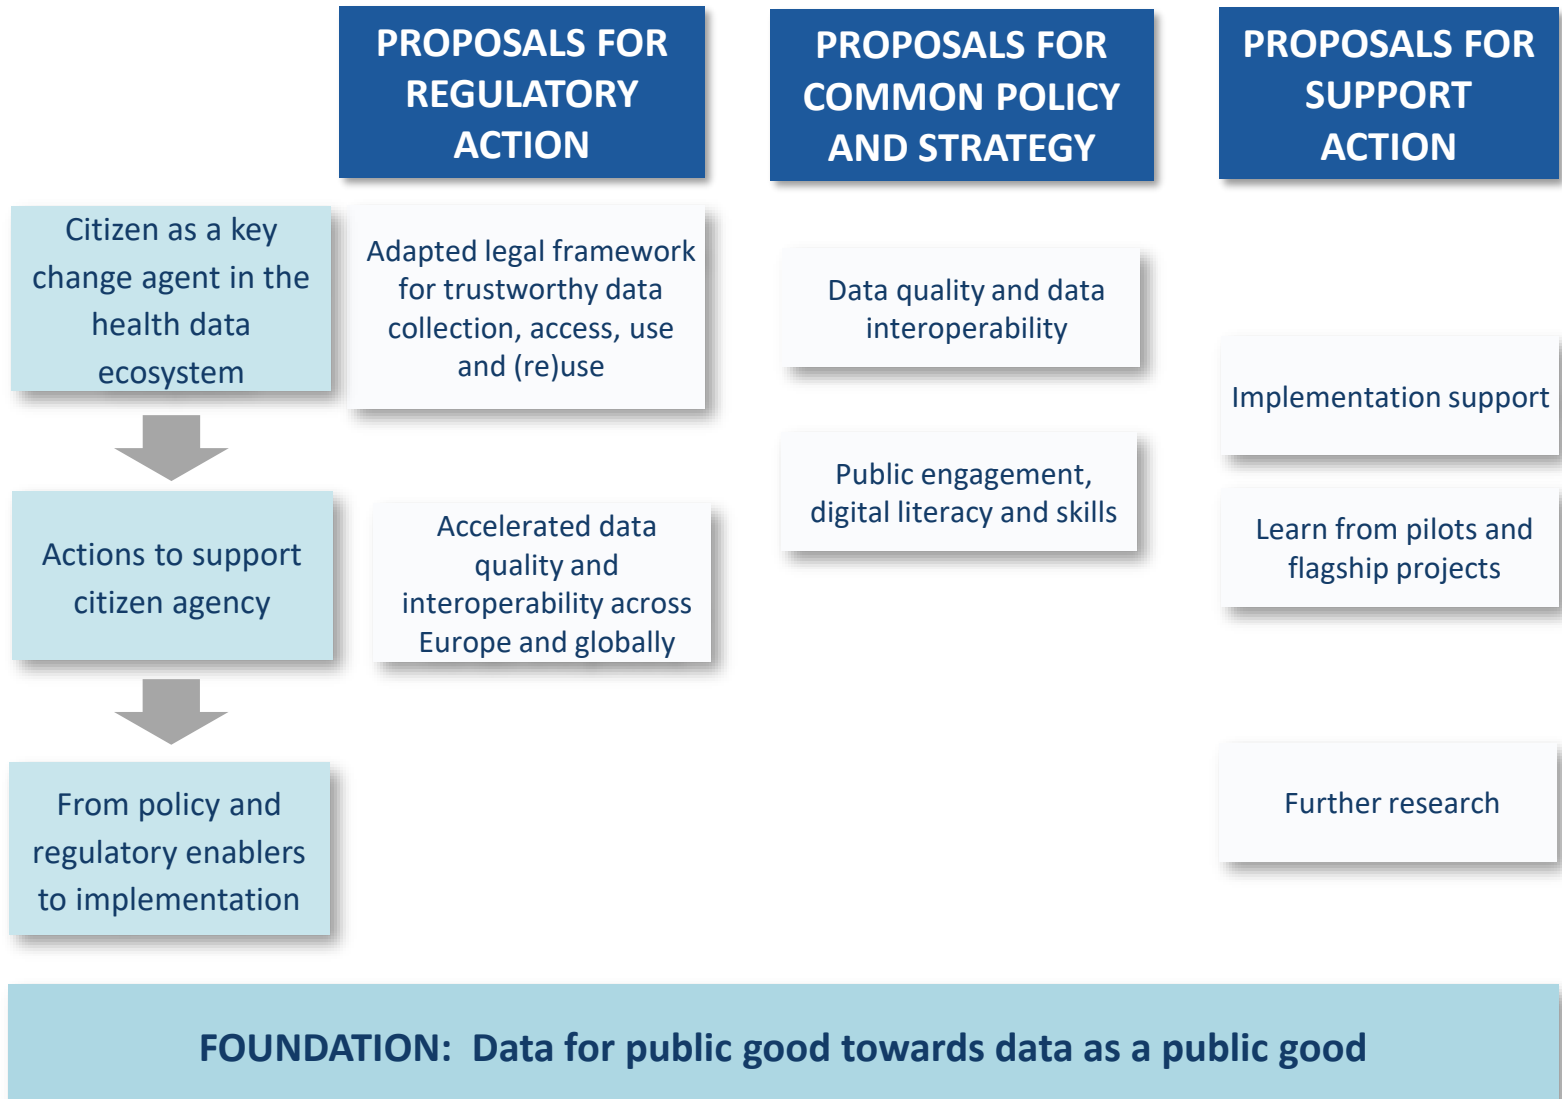 PROPOSALS FOR
REGULATORY
ACTION
PROPOSALS FOR
COMMON POLICY
AND STRATEGY
PROPOSALS FOR
SUPPORT
ACTION
Citizen as a key
change agent in the
health data
ecosystem
Adapted legal framework
for trustworthy data
collection, access, use
and (re)use
Data quality and data
interoperability
Implementation support
Public engagement,
digital literacy and skills
Actions to support
citizen agency
Accelerated data
quality and
interoperability across
Europe and globally
Learn from pilots and
flagship projects
From policy and
regulatory enablers
to implementation
Further research
FOUNDATION:  Data for public good towards data as a public good